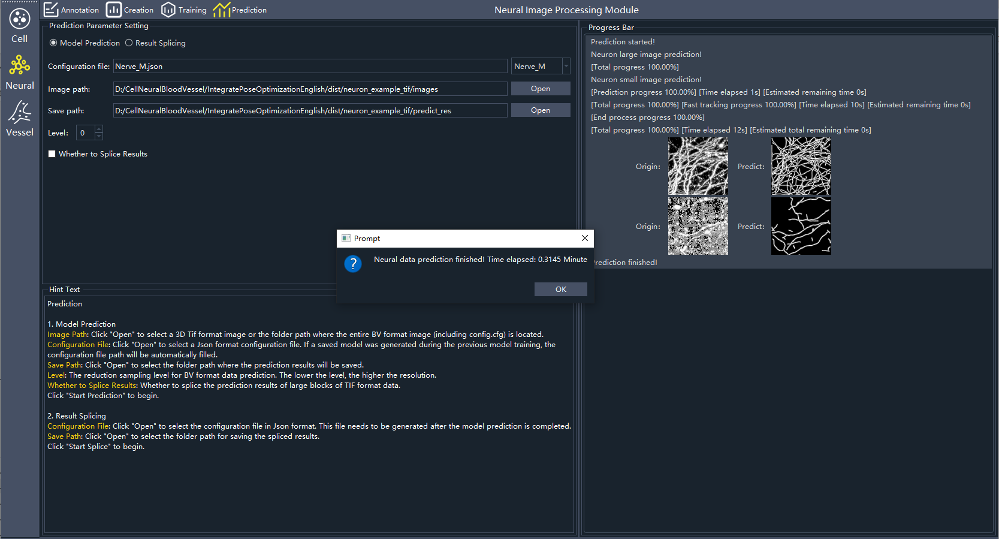 Annotation Creation Training Prediction
Neural Image Processing Module
Cell
Neural
Vessel
Prediction Parameter Setting
Model Prediction Result Splicing
Configuration file: Nerve_M.json Nerve_M
Image path: D:/CellNeuralBloodVessel/IntegratePoseOptimizationEnglish/dist/neuron_example_tif/images Open
Save path: D:/CellNeuralBloodVessel/IntegratePoseOptimizationEnglish/dist/neuron_example_tif/predict_res Open
Level: 0
Whether to Splice Results
Hint Text
Prediction
1. Model Prediction
Image Path: Click "Open" to select a 3D Tif format image or the folder path where the entire BV format image (including config.cfg) is located.
Configuration File: Click "Open" to select a Json format configuration file. If a saved model was generated during the previous model training, the
configuration file path will be automatically filled.
Save Path: Click "Open" to select the folder path where the prediction results will be saved.
Level: The reduction sampling level for BV format data prediction. The lower the level, the higher the resolution.
Whether to Splice Results: Whether to splice the prediction results of large blocks of TIF format data.
Click "Start Prediction" to begin.
2. Result Splicing
Configuration File: Click "Open" to select the configuration file in Json format. This file needs to be generated after the model prediction is completed.
Save Path: Click "Open" to select the folder path for saving the spliced results.
Click "Start Splice" to begin.
Progress Bar
Prediction started!
Neuron large image prediction!
[Total progress 100.00%]
Neuron small image prediction!
[Prediction progress 100.00%] [Time elapsed 1s] [Estimated remaining time 0s]
[Total progress 100.00%] [Fast tracking progress 100.00%] [Time elapsed 10s] [Estimated remaining time 0s]
[End process progress 100.00%]
[Total progress 100.00%] [Time elapsed 12s] [Estimated total remaining time 0s]
Origin: Predict:
Origin: Predict:
Prediction finished!
Prompt
Neural data prediction finished! Time elapsed: 0.3145 Minute
OK